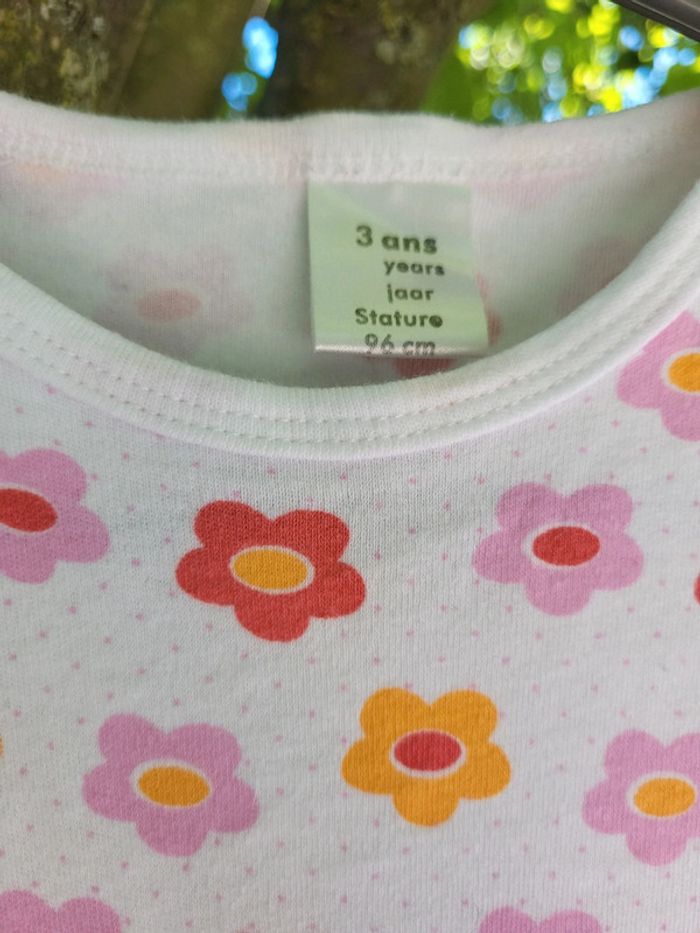 3 ans
years
jaar
Stature
96 cm